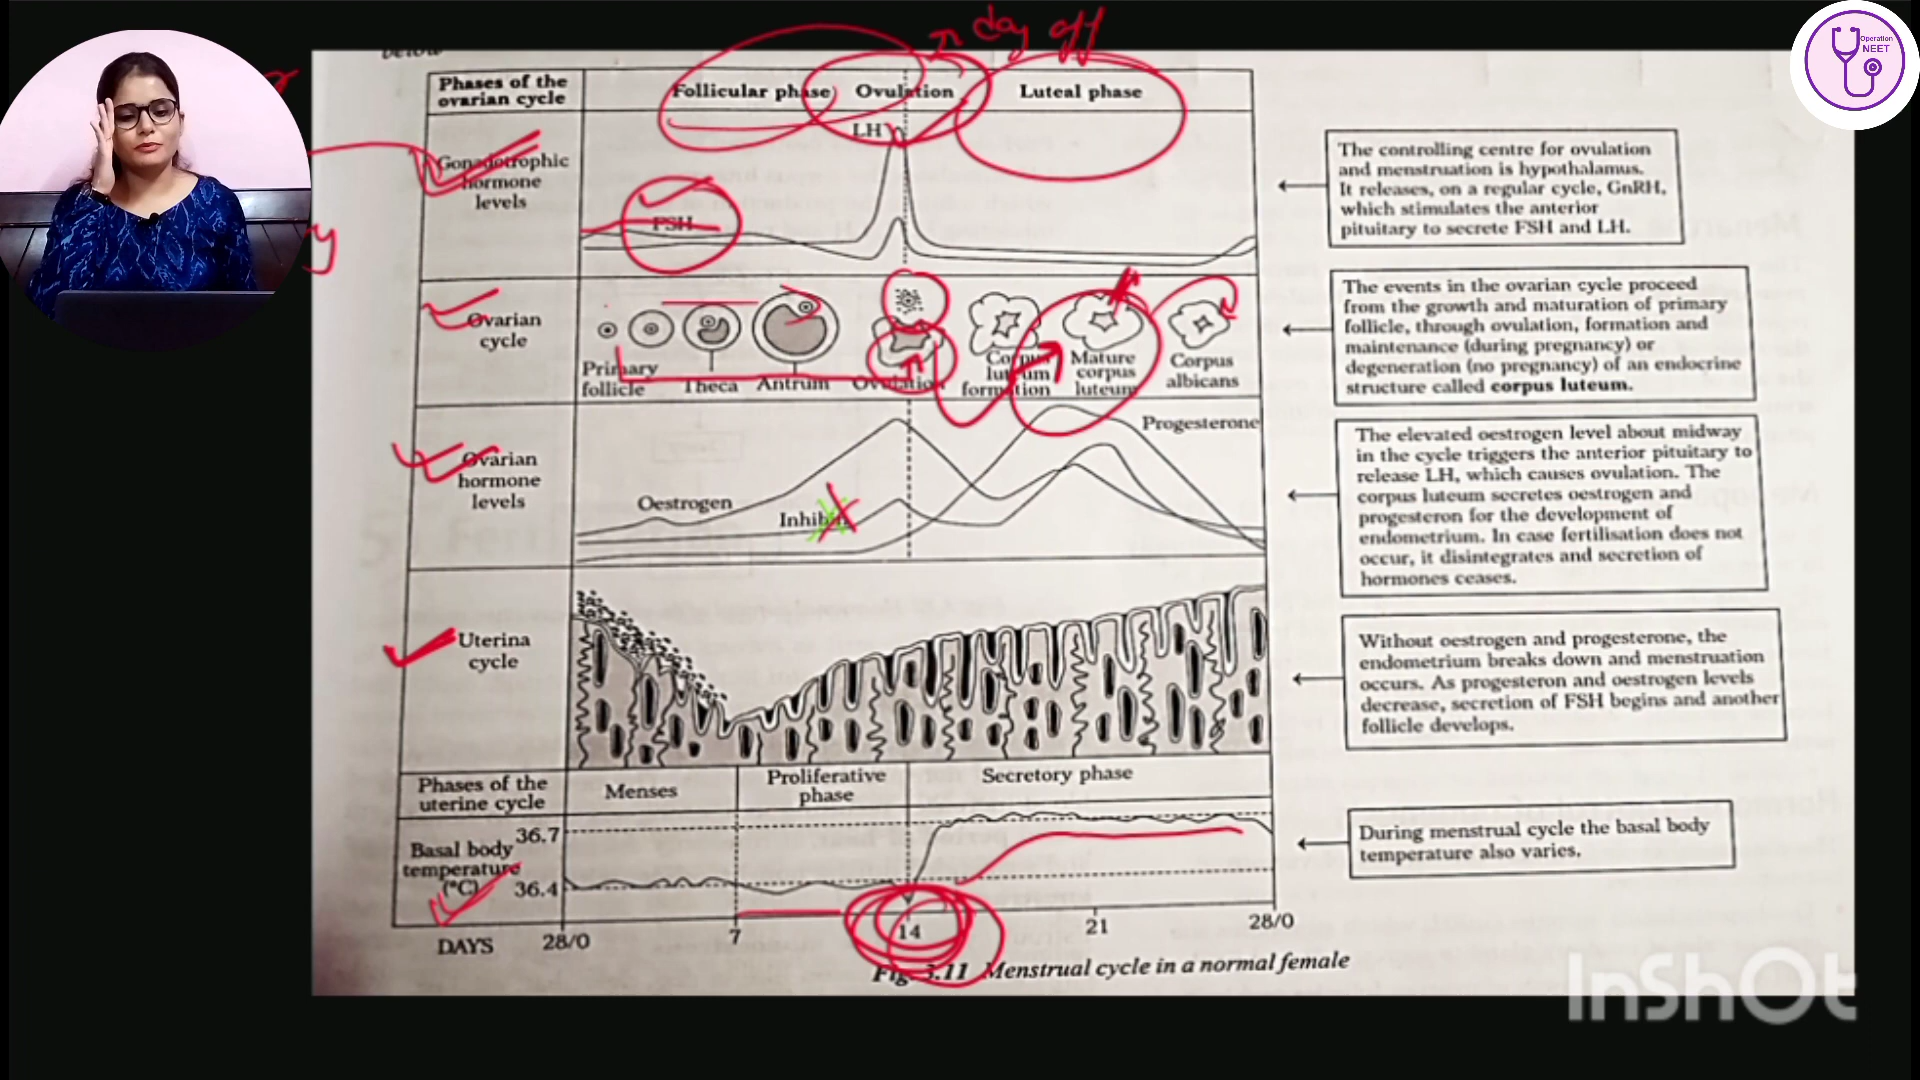 day off
Operation
NEET
below
Phases of the
ovarian cycle
Follicular phase
Ovulation
Luteal phase
LH
Gonadotrophic
hormone
levels
FSH
The controlling centre for ovulation
and menstruation is hypothalamus.
It releases, on a regular cycle, GnRH,
which stimulates the anterior
pituitary to secrete FSH and LH.
Ovarian
cycle
Primary
follicle
Theca
Antrum
Ovulation
Corpus
luteum
formation
Mature
corpus
luteum
Corpus
albicans
The events in the ovarian cycle proceed
from the growth and maturation of primary
follicle, through ovulation, formation and
maintenance (during pregnancy) or
degeneration (no pregnancy) of an endocrine
structure called corpus luteum.
Ovarian
hormone
levels
Oestrogen
Inhibin
Progesterone
The elevated oestrogen level about midway
in the cycle triggers the anterior pituitary to
release LH, which causes ovulation. The
corpus luteum secretes oestrogen and
progesteron for the development of
endometrium. In case fertilisation does not
occur, it disintegrates and secretion of
hormones ceases.
Uterina
cycle
Without oestrogen and progesterone, the
endometrium breaks down and menstruation
occurs. As progesteron and oestrogen levels
decrease, secretion of FSH begins and another
follicle develops.
Phases of the
uterine cycle
Menses
Proliferative
phase
Secretory phase
Basal body
temperature
(°C)
36.7
36.4
During menstrual cycle the basal body
temperature also varies.
DAYS
28/0
7
14
21
28/0
Fig. 3.11 Menstrual cycle in a normal female
InShOt